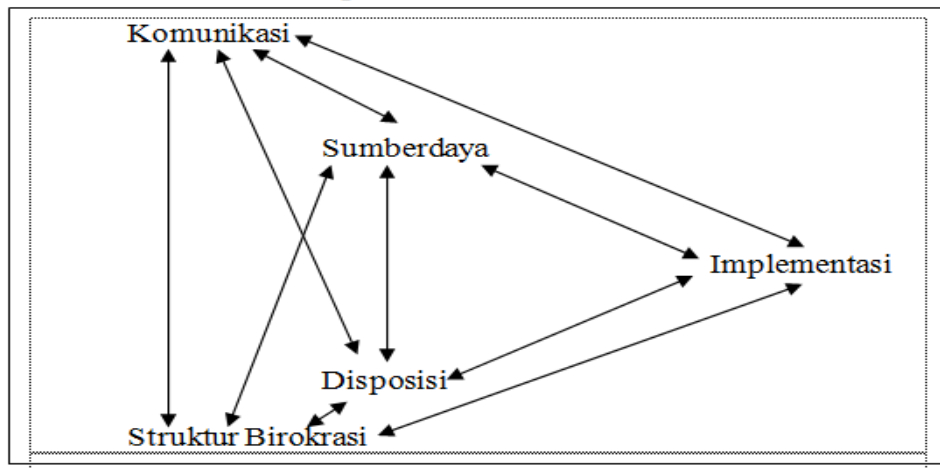 Komunikasi
Sumberdaya
Implementasi
Disposisi
Struktur Birokrasi